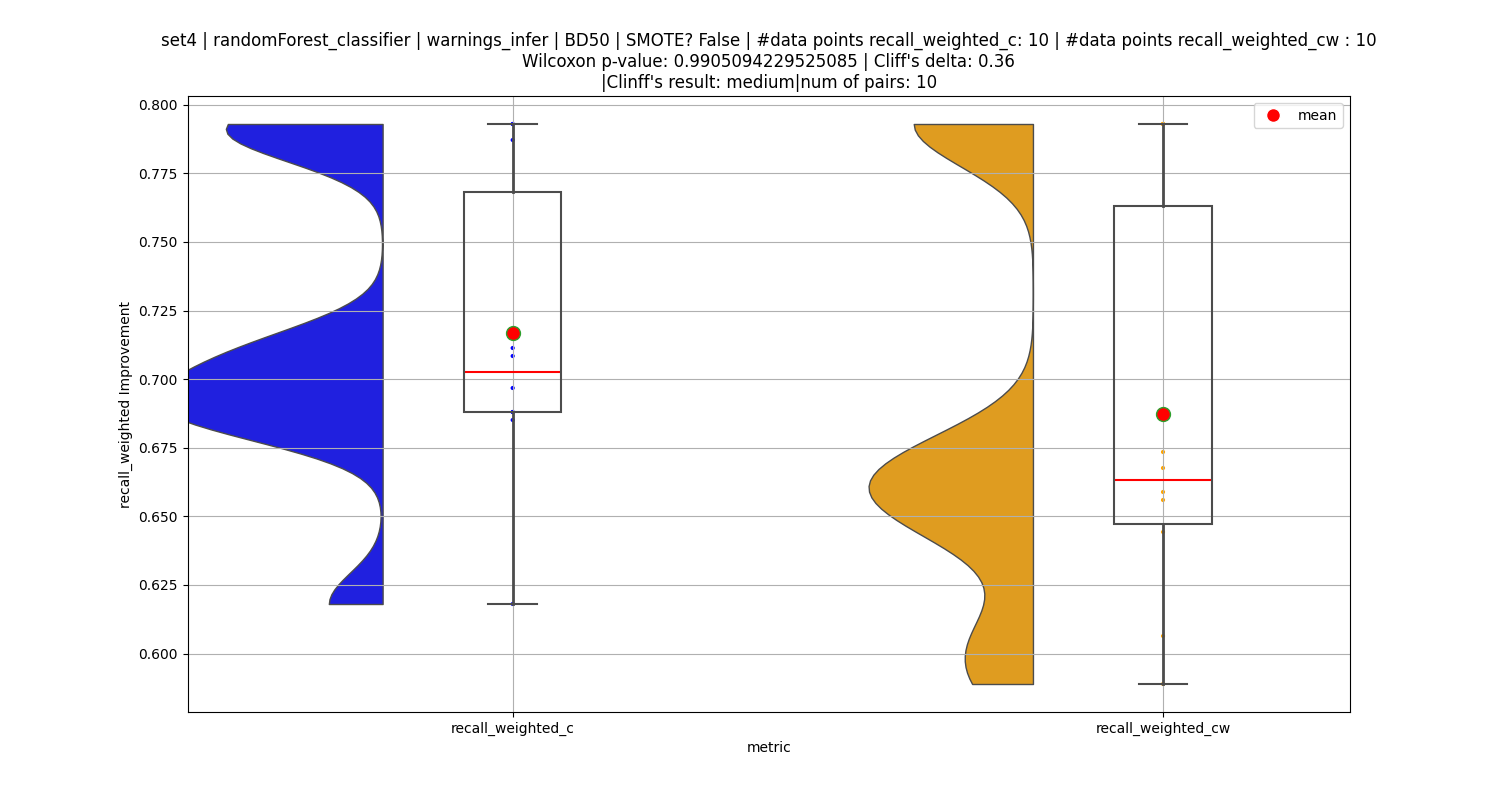 set4 | randomForest_classifier | warnings_infer | BD50 | SMOTE? False | #data points recall_weighted_c: 10 | #data points recall_weighted_cw : 10
Wilcoxon p-value: 0.9905094229525085 | Cliff's delta: 0.36
|Clinff's result: medium|num of pairs: 10
mean
0.800
0.775
0.750
0.725
0.700
0.675
0.650
0.625
0.600
recall_weighted Improvement
recall_weighted_c
recall_weighted_cw
metric